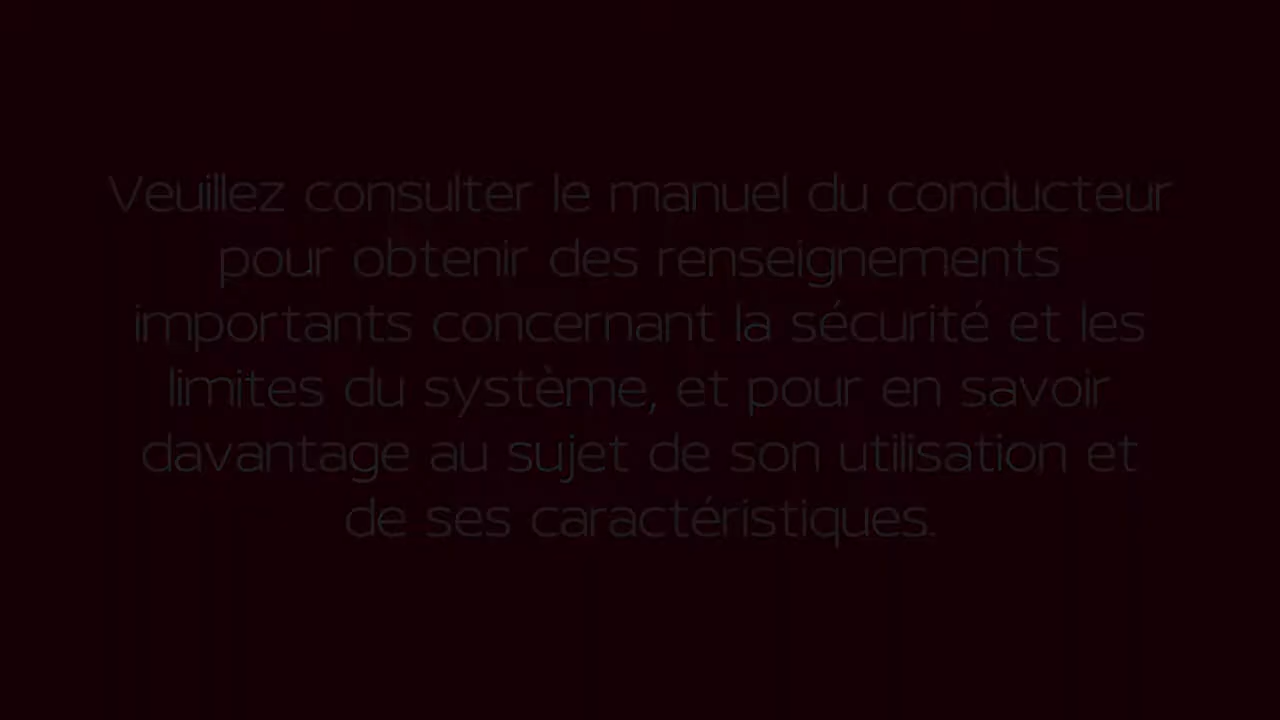 Veuillez consulter le manuel du conducteur
pour obtenir des renseignements
importants concernant la sécurité et les
limites du système, et pour en savoir
davantage au sujet de son utilisation et
de ses caractéristiques.